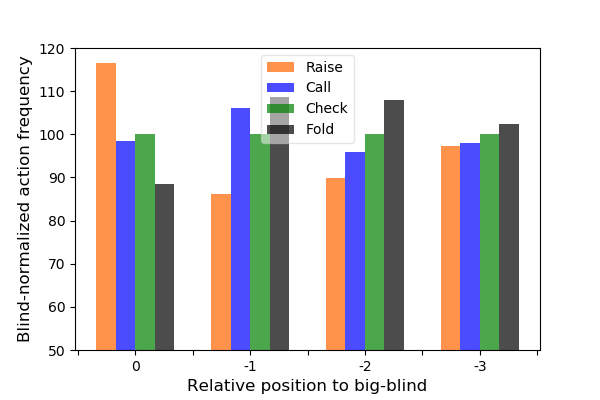 120
110
100
90
80
70
60
50
Blind-normalized action frequency
Raise
Call
Check
Fold
0
-1
-2
-3
Relative position to big-blind